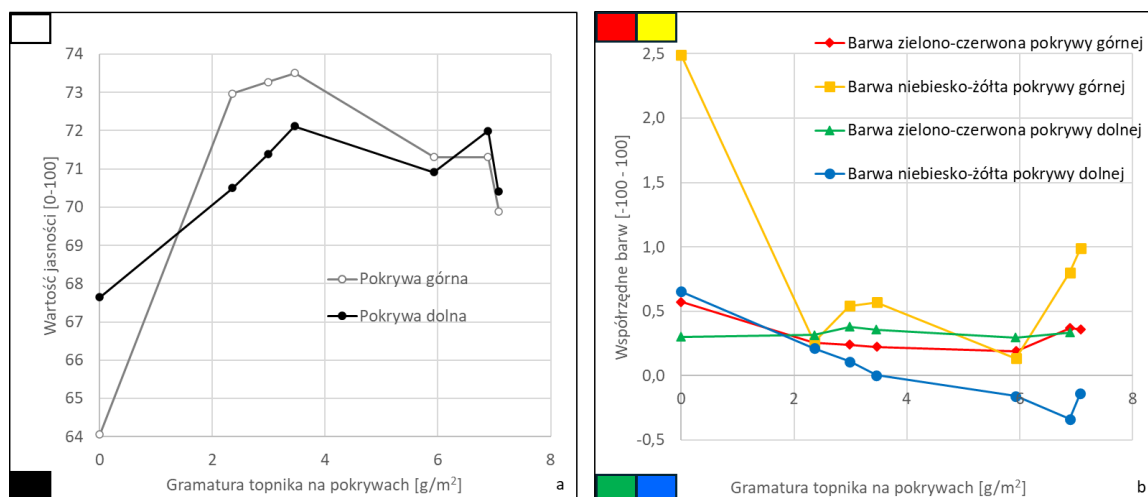 74
73
72
71
70
69
68
67
66
65
64
Wartość jasności [0-100]
Pokrywa górna
Pokrywa dolna
0
2
4
6
8
Gramatura topnika na pokrywach [g/m²]
a
2,5
2,0
1,5
1,0
0,5
0,0
-0,5
Współrzędne barw [-100 - 100]
Barwa zielono-czerwona pokrywy górnej
Barwa niebiesko-żółta pokrywy górnej
Barwa zielono-czerwona pokrywy dolnej
Barwa niebiesko-żółta pokrywy dolnej
0
2
4
6
8
Gramatura topnika na pokrywach [g/m²]
b